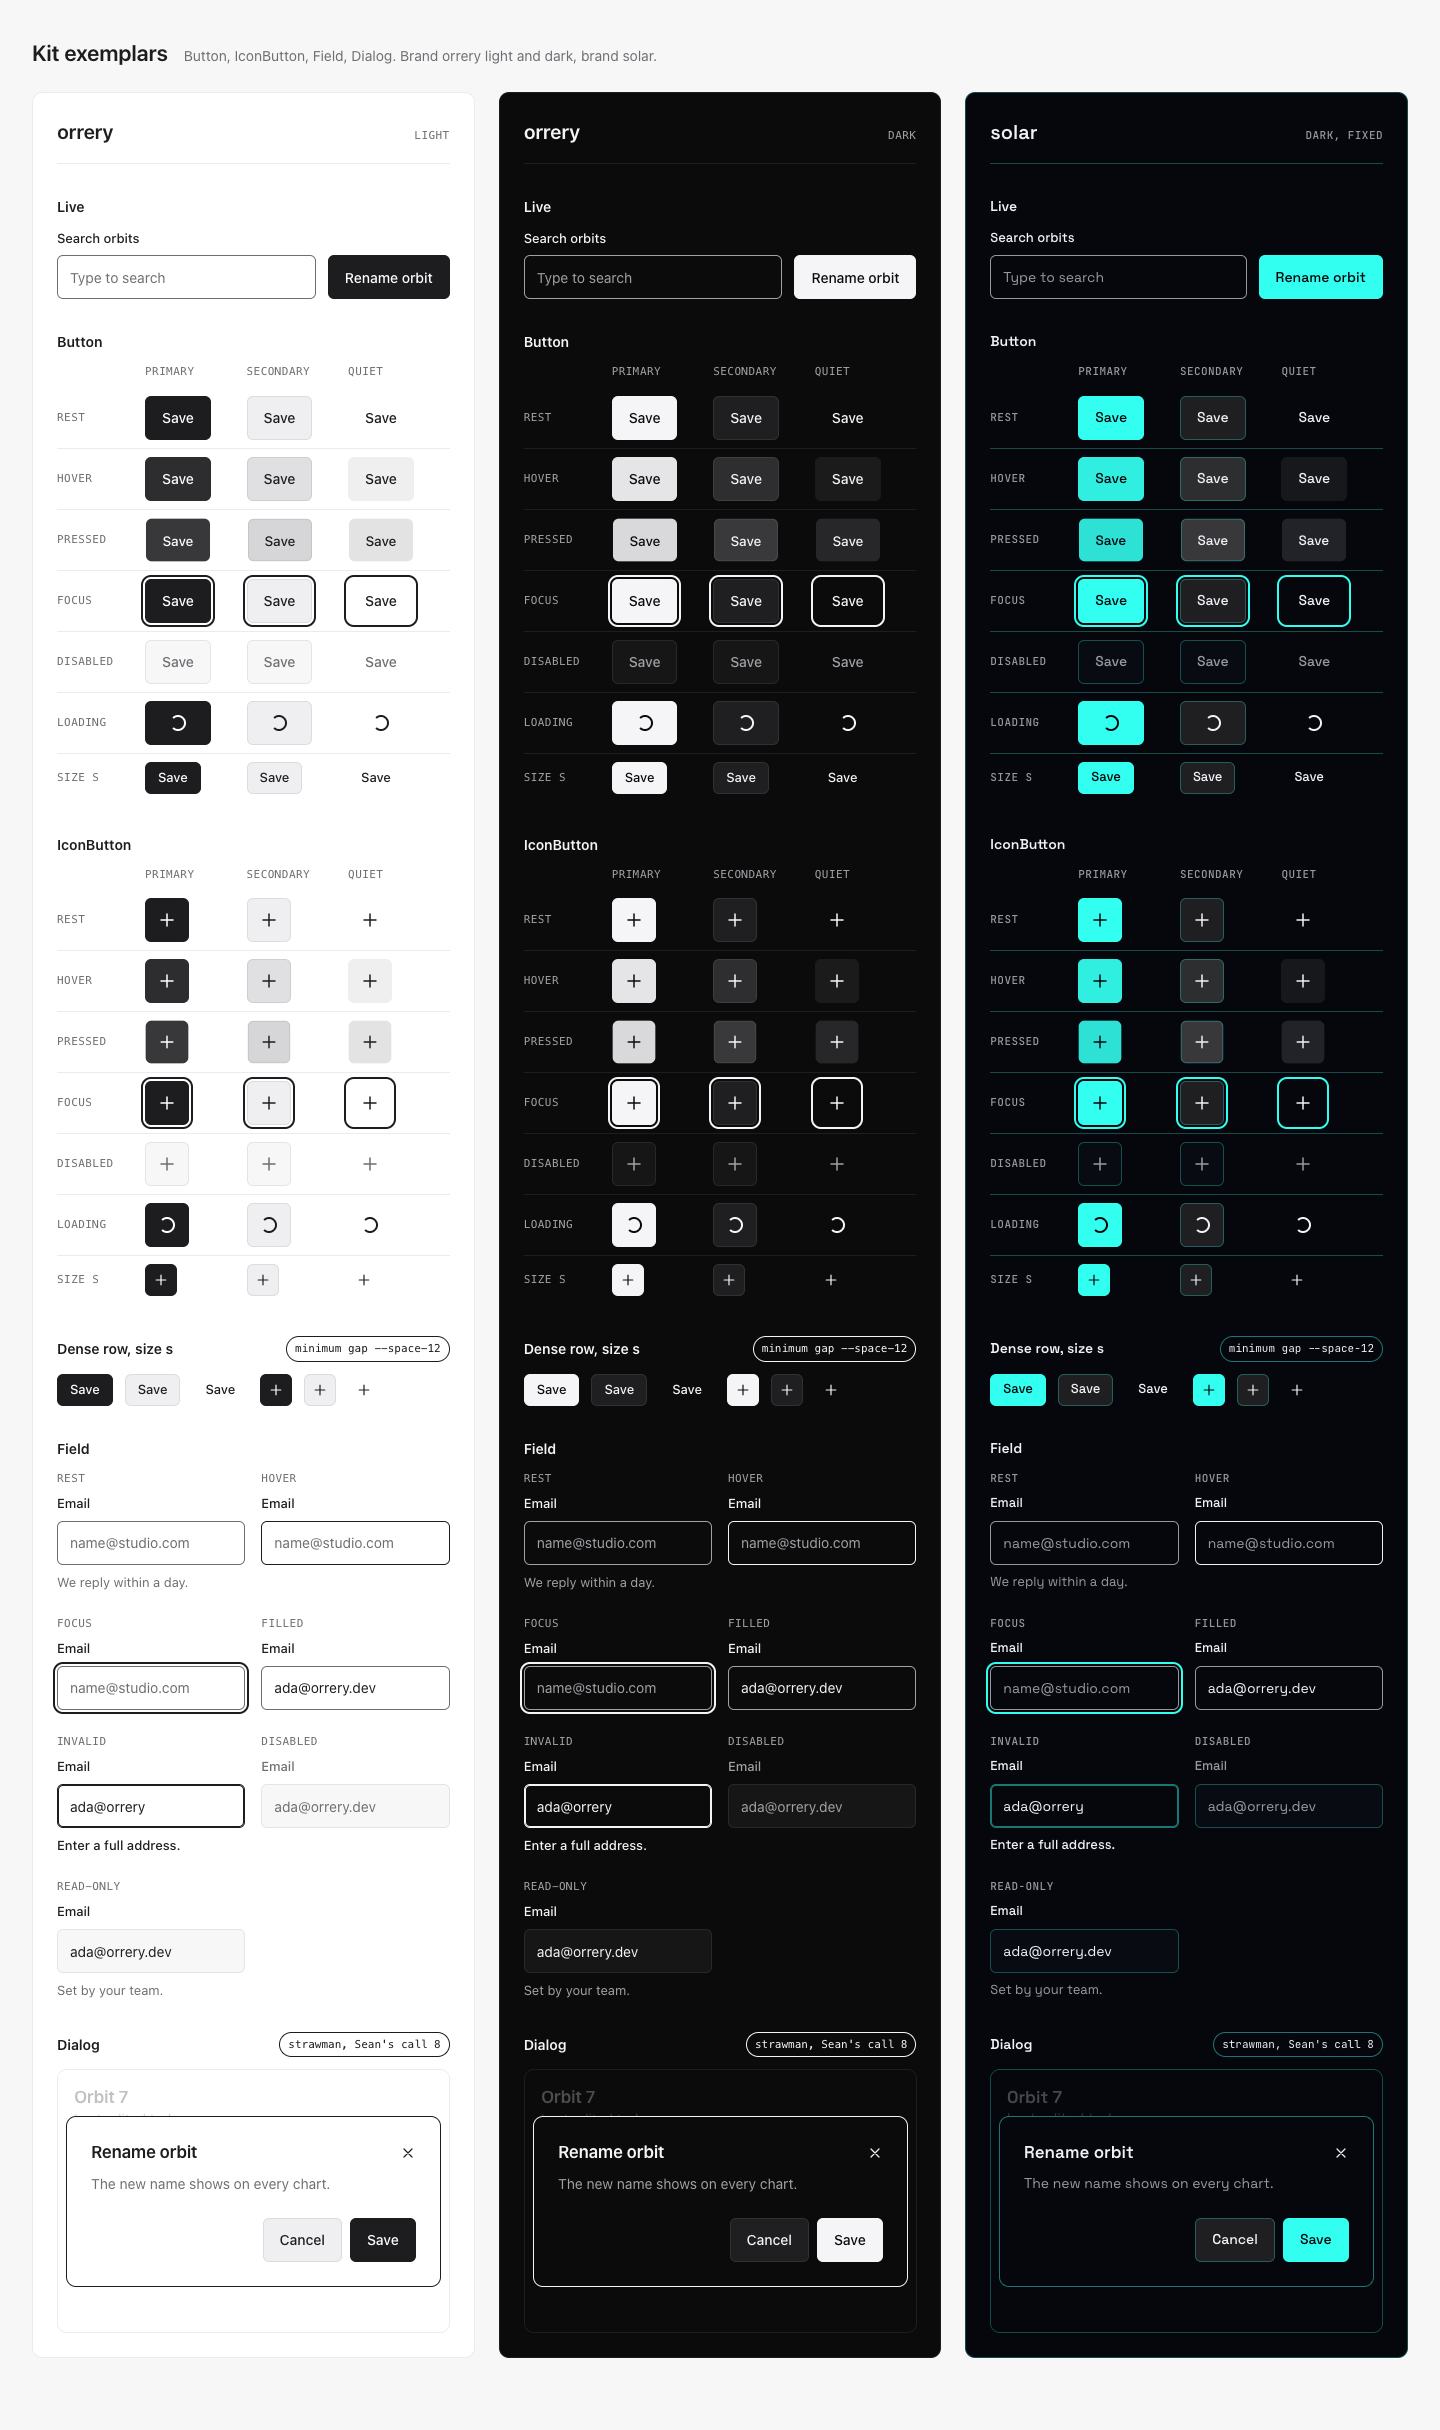 Kit exemplars Button, IconButton, Field, Dialog. Brand orrery light and dark, brand solar.
orrery LIGHT
Live
Search orbits
Type to search Rename orbit
Button
PRIMARY SECONDARY QUIET
REST Save Save Save
HOVER Save Save Save
PRESSED Save Save Save
FOCUS Save Save Save
DISABLED Save Save Save
LOADING
SIZE S Save Save Save
IconButton
PRIMARY SECONDARY QUIET
REST
HOVER
PRESSED
FOCUS
DISABLED
LOADING
SIZE S
Dense row, size s minimum gap --space-12
Save Save Save
Field
REST HOVER
Email Email
name@studio.com name@studio.com
We reply within a day.
FOCUS FILLED
Email Email
name@studio.com ada@orrery.dev
INVALID DISABLED
Email Email
ada@orrery ada@orrery.dev
Enter a full address.
READ-ONLY
Email
ada@orrery.dev
Set by your team.
Dialog strawman, Sean's call 8
Orbit 7
Rename orbit
The new name shows on every chart.
Cancel Save
orrery DARK
Live
Search orbits
Type to search Rename orbit
Button
PRIMARY SECONDARY QUIET
REST Save Save Save
HOVER Save Save Save
PRESSED Save Save Save
FOCUS Save Save Save
DISABLED Save Save Save
LOADING
SIZE S Save Save Save
IconButton
PRIMARY SECONDARY QUIET
REST
HOVER
PRESSED
FOCUS
DISABLED
LOADING
SIZE S
Dense row, size s minimum gap --space-12
Save Save Save
Field
REST HOVER
Email Email
name@studio.com name@studio.com
We reply within a day.
FOCUS FILLED
Email Email
name@studio.com ada@orrery.dev
INVALID DISABLED
Email Email
ada@orrery ada@orrery.dev
Enter a full address.
READ-ONLY
Email
ada@orrery.dev
Set by your team.
Dialog strawman, Sean's call 8
Orbit 7
Rename orbit
The new name shows on every chart.
Cancel Save
solar DARK, FIXED
Live
Search orbits
Type to search Rename orbit
Button
PRIMARY SECONDARY QUIET
REST Save Save Save
HOVER Save Save Save
PRESSED Save Save Save
FOCUS Save Save Save
DISABLED Save Save Save
LOADING
SIZE S Save Save Save
IconButton
PRIMARY SECONDARY QUIET
REST
HOVER
PRESSED
FOCUS
DISABLED
LOADING
SIZE S
Dense row, size s minimum gap --space-12
Save Save Save
Field
REST HOVER
Email Email
name@studio.com name@studio.com
We reply within a day.
FOCUS FILLED
Email Email
name@studio.com ada@orrery.dev
INVALID DISABLED
Email Email
ada@orrery ada@orrery.dev
Enter a full address.
READ-ONLY
Email
ada@orrery.dev
Set by your team.
Dialog strawman, Sean's call 8
Orbit 7
Rename orbit
The new name shows on every chart.
Cancel Save